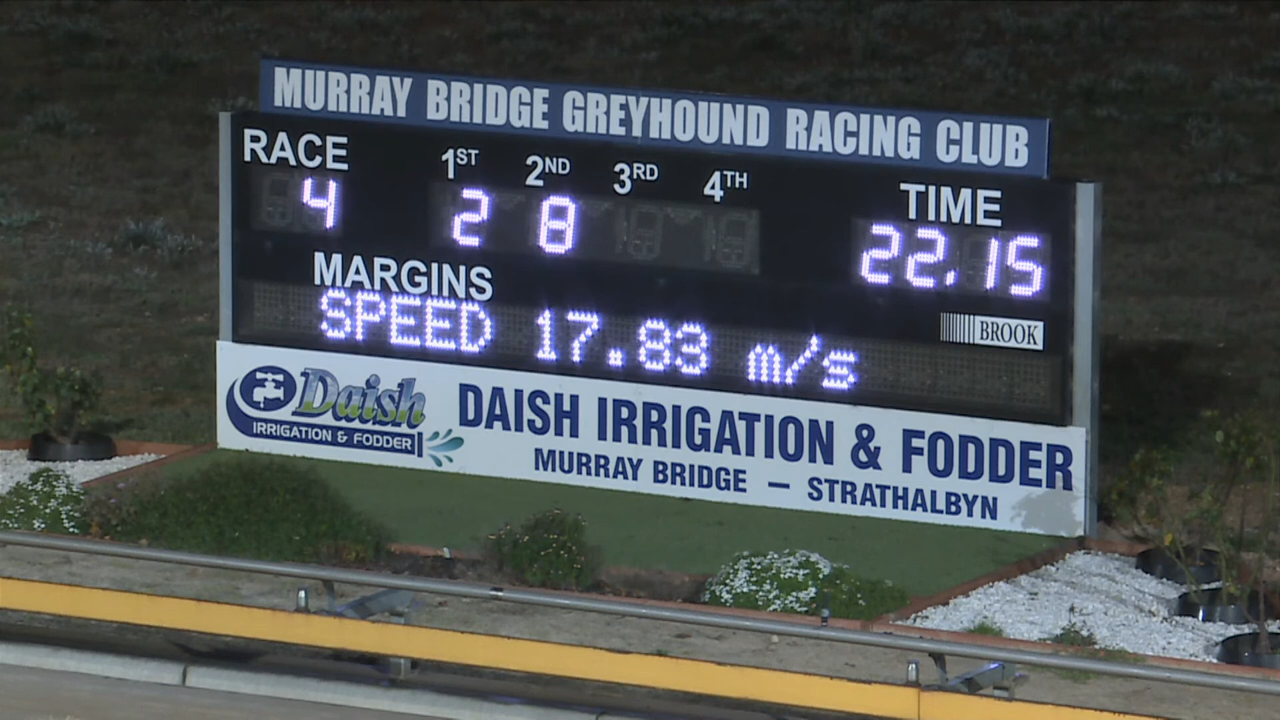 MURRAY BRIDGE GREYHOUND RACING CLUB
RACE 1ST 2ND 3RD 4TH TIME
4 2 8 22.15
MARGINS
SPEED 17.83 m/s
BROOK
Daish
IRRIGATION & FODDER
DAISH IRRIGATION & FODDER
MURRAY BRIDGE – STRATHALBYN